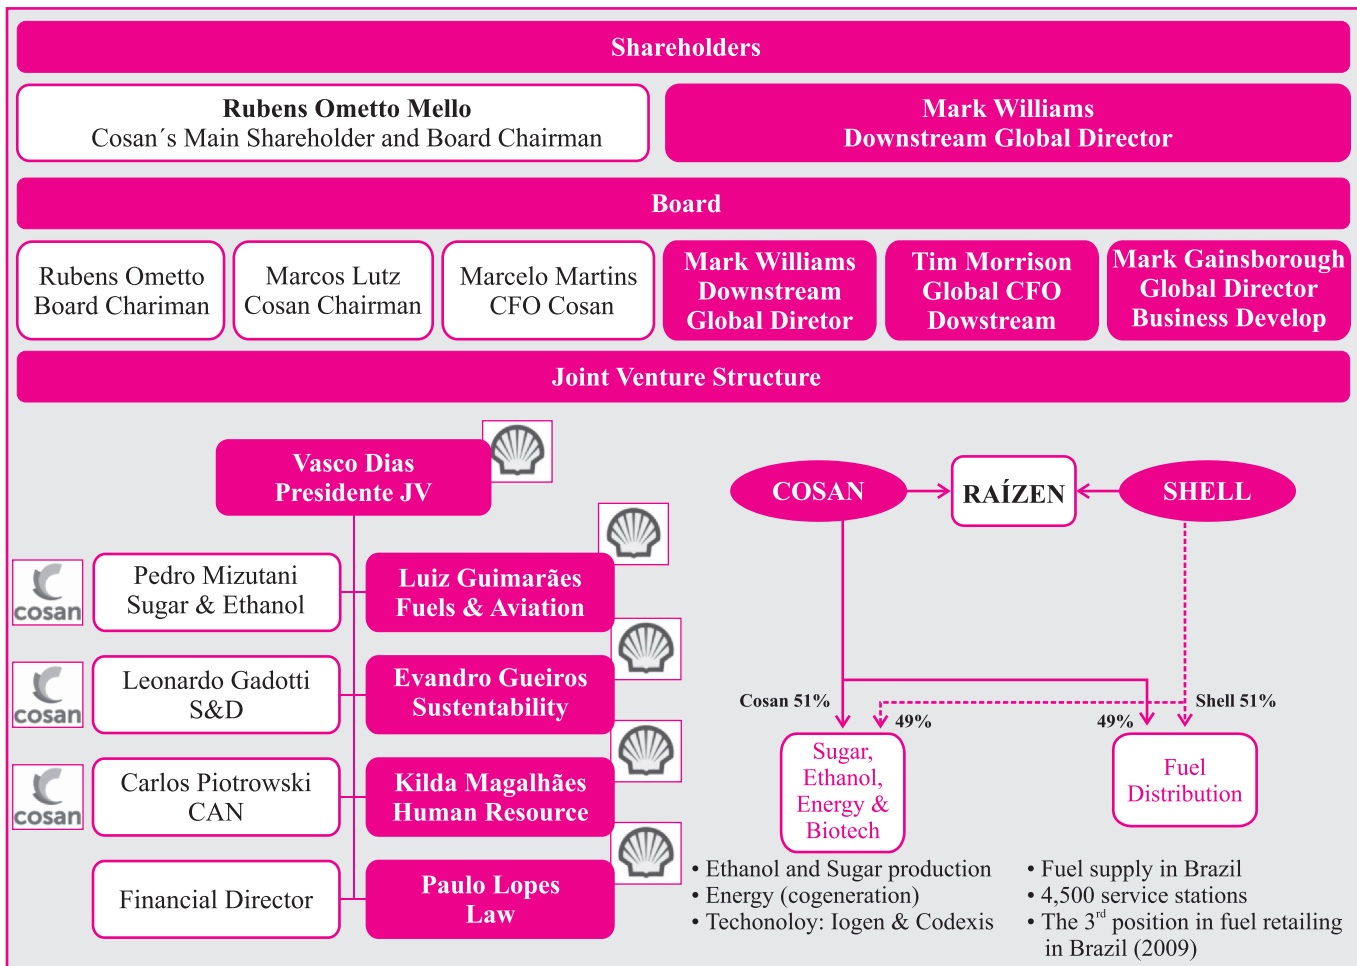 Shareholders
Rubens Ometto Mello
Cosan´s Main Shareholder and Board Chairman
Mark Williams
Downstream Global Director
Board
Rubens Ometto
Board Chariman
Marcos Lutz
Cosan Chairman
Marcelo Martins
CFO Cosan
Mark Williams
Downstream
Global Diretor
Tim Morrison
Global CFO
Dowstream
Mark Gainsborough
Global Director
Business Develop
Joint Venture Structure
Vasco Dias
Presidente JV
cosan
Pedro Mizutani
Sugar & Ethanol
Luiz Guimarães
Fuels & Aviation
cosan
Leonardo Gadotti
S&D
Evandro Gueiros
Sustentability
cosan
Carlos Piotrowski
CAN
Kilda Magalhães
Human Resource
Financial Director
Paulo Lopes
Law
COSAN
RAÍZEN
SHELL
Cosan 51%
49%
49%
Shell 51%
Sugar,
Ethanol,
Energy &
Biotech
Fuel
Distribution
• Ethanol and Sugar production
• Energy (cogeneration)
• Techonoloy: Iogen & Codexis
• Fuel supply in Brazil
• 4,500 service stations
• The 3rd position in fuel retailing
in Brazil (2009)